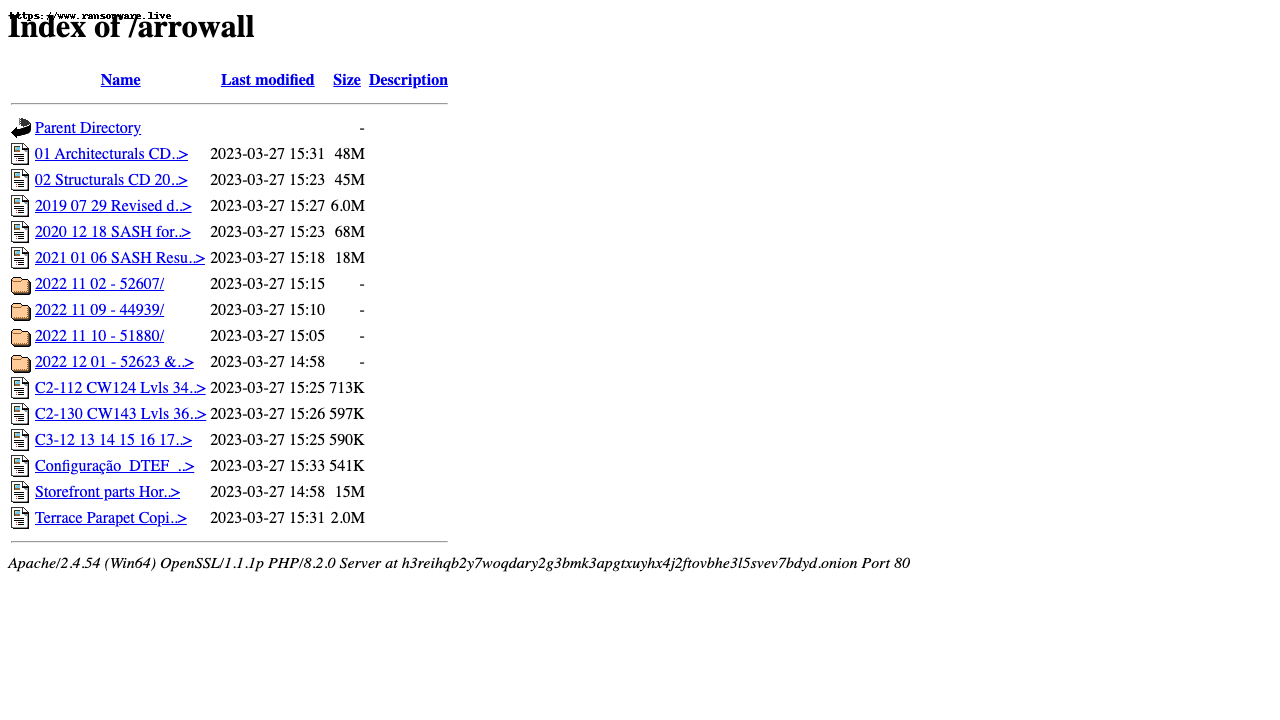 https://www.ransomware.live
Index of /arrowall
Name Last modified Size Description
Parent Directory -
01 Architecturals CD..> 2023-03-27 15:31 48M
02 Structurals CD 20..> 2023-03-27 15:23 45M
2019 07 29 Revised d..> 2023-03-27 15:27 6.0M
2020 12 18 SASH for..> 2023-03-27 15:23 68M
2021 01 06 SASH Resu..> 2023-03-27 15:18 18M
2022 11 02 - 52607/ 2023-03-27 15:15 -
2022 11 09 - 44939/ 2023-03-27 15:10 -
2022 11 10 - 51880/ 2023-03-27 15:05 -
2022 12 01 - 52623 &..> 2023-03-27 14:58 -
C2-112 CW124 Lvls 34..> 2023-03-27 15:25 713K
C2-130 CW143 Lvls 36..> 2023-03-27 15:26 597K
C3-12 13 14 15 16 17..> 2023-03-27 15:25 590K
Configuração_DTEF_..> 2023-03-27 15:33 541K
Storefront parts Hor..> 2023-03-27 14:58 15M
Terrace Parapet Copi..> 2023-03-27 15:31 2.0M
Apache/2.4.54 (Win64) OpenSSL/1.1.1p PHP/8.2.0 Server at h3reihqb2y7woqdary2g3bmk3apgtxuyhx4j2ftovbhe3l5svev7bdyd.onion Port 80